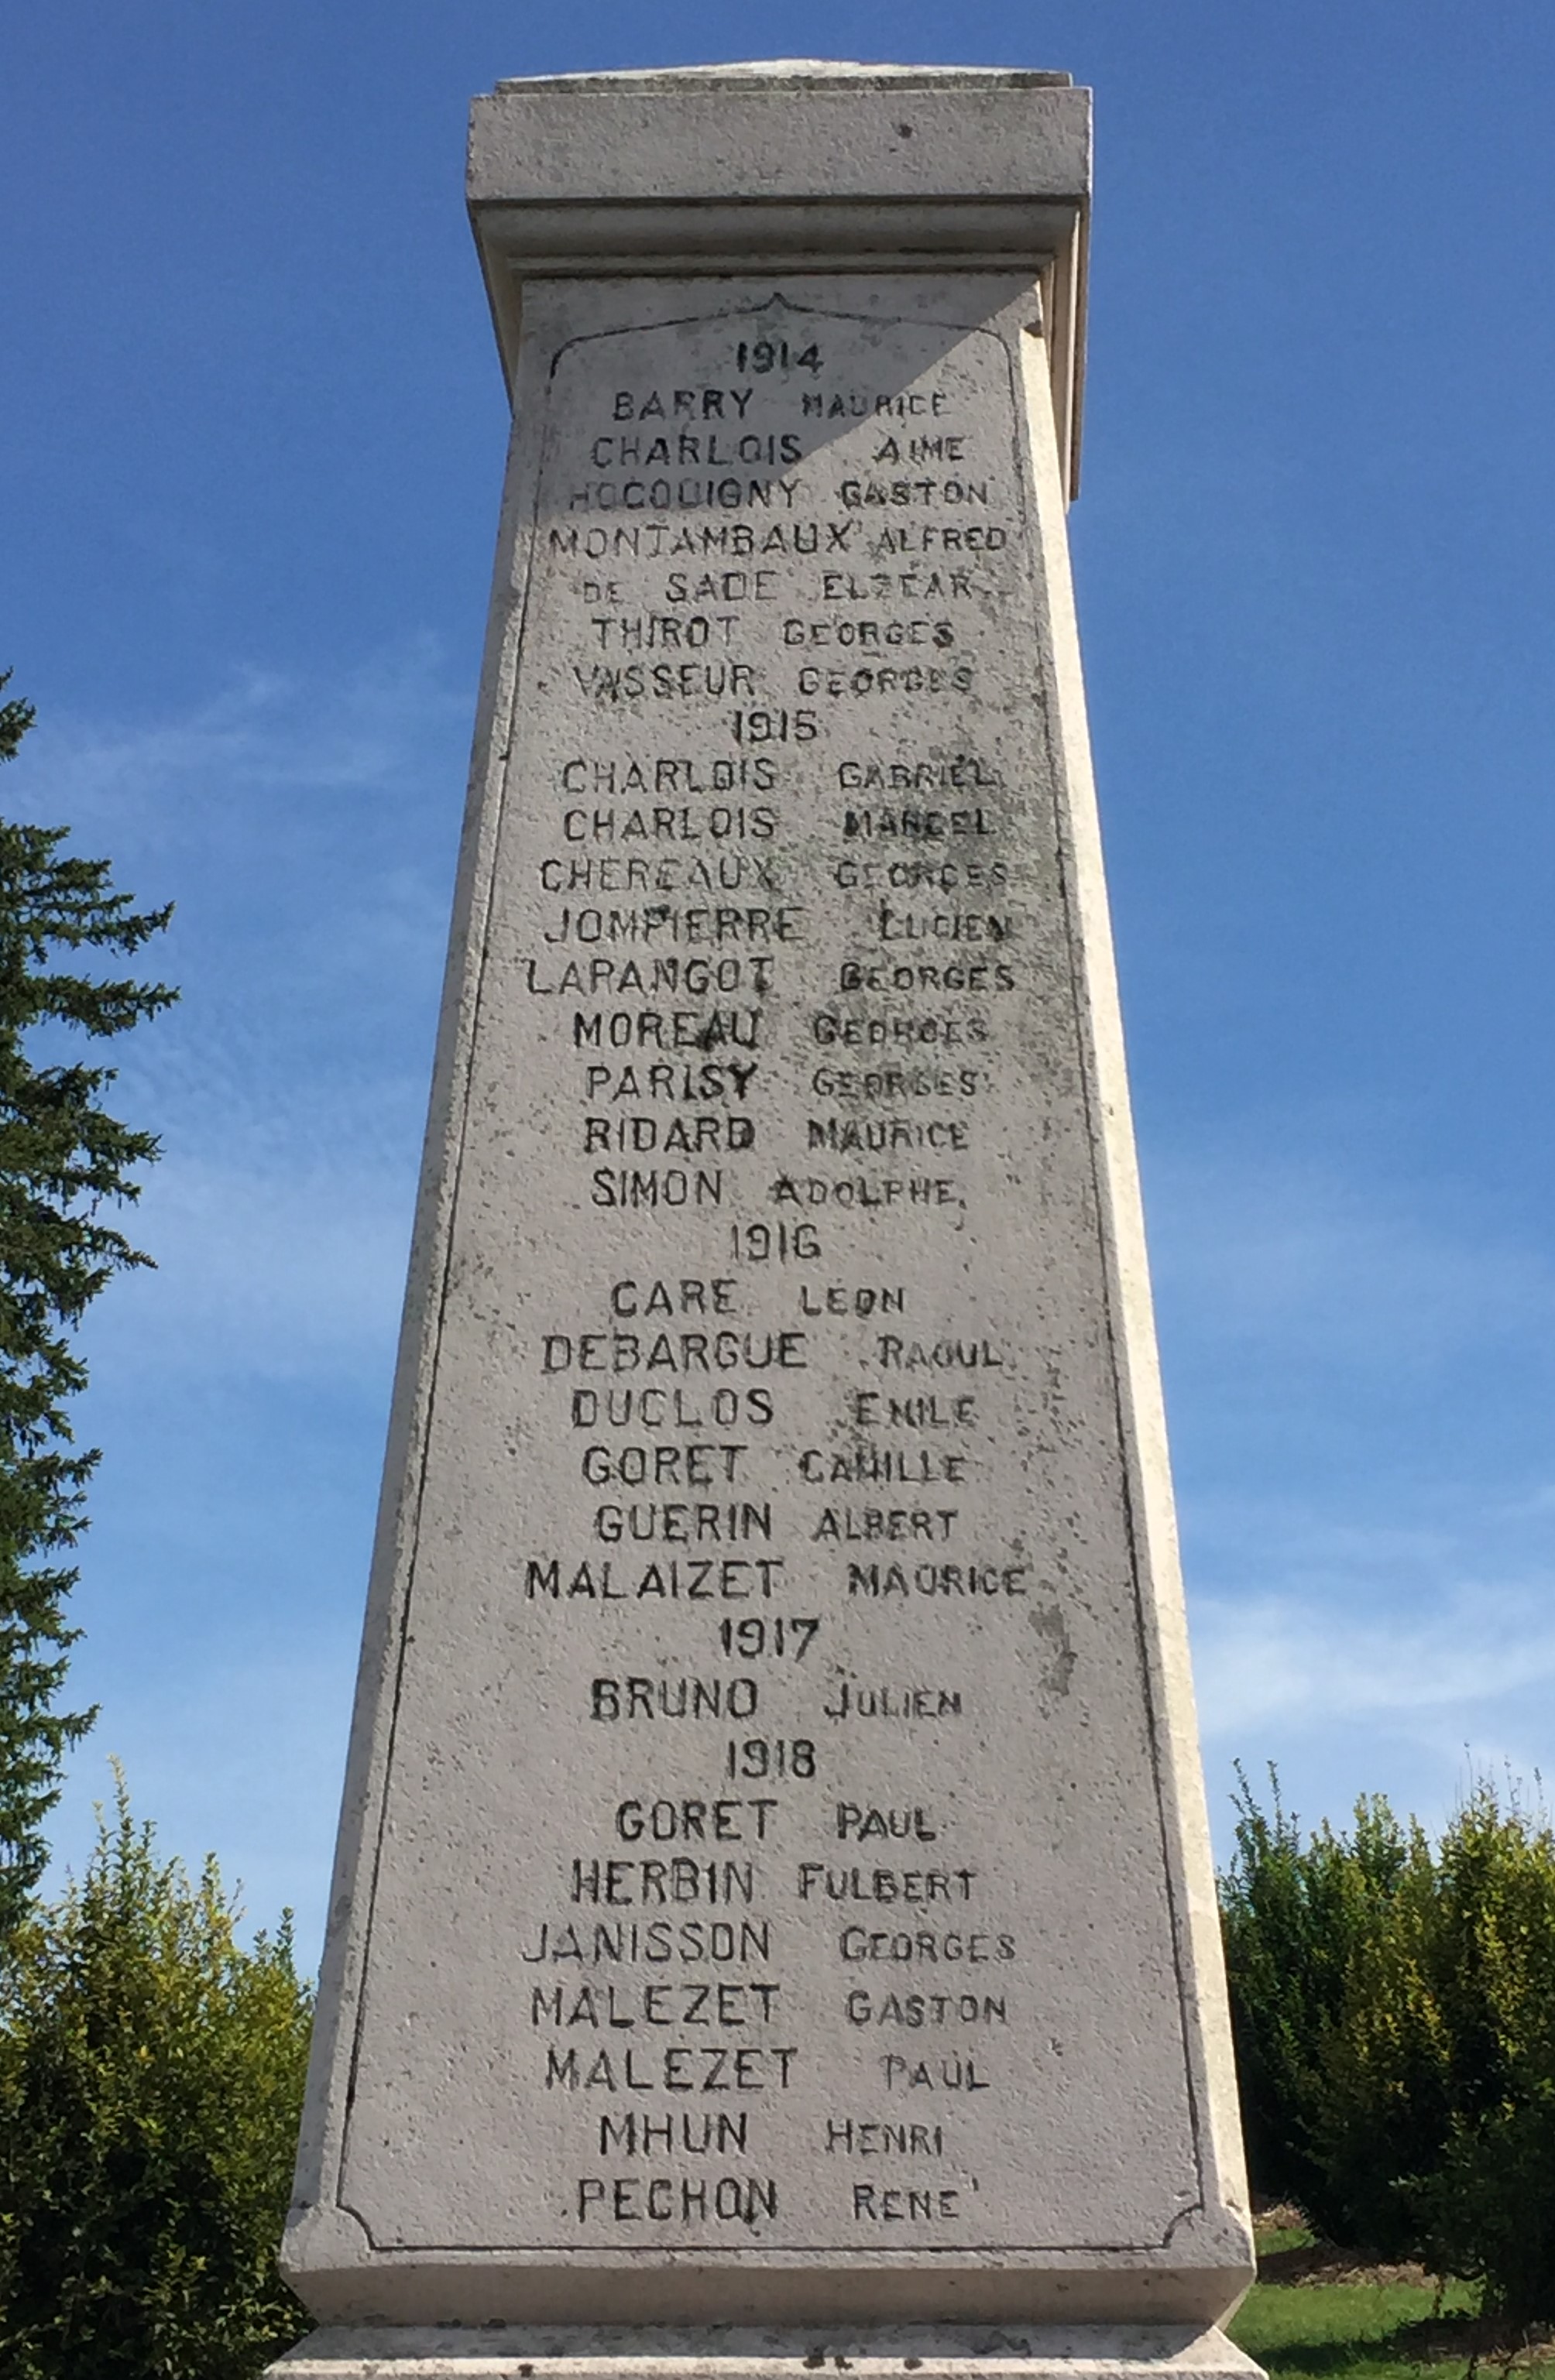 1914
BARRY MAURICE
CHARLOIS AIME
HOCQUIGNY GASTON
MONTAMBAUX ALFRED
DE SADE ELZEAR
THIROT GEORGES
VASSEUR GEORGES
1915
CHARLOIS GABRIEL
CHARLOIS MARCEL
CHEREAUX GEORGES
JOMPIERRE LUCIEN
LAPANGOT GEORGES
MOREAU GEORGES
PARISY GEORGES
RIDARD MAURICE
SIMON ADOLPHE
1916
CARE LEON
DEBARGUE RAOUL
DUCLOS EMILE
GORET CAMILLE
GUERIN ALBERT
MALAIZET MAURICE
1917
BRUNO JULIEN
1918
GORET PAUL
HERBIN FULBERT
JANISSON GEORGES
MALEZET GASTON
MALEZET PAUL
MHUN HENRI
PECHON RENE'